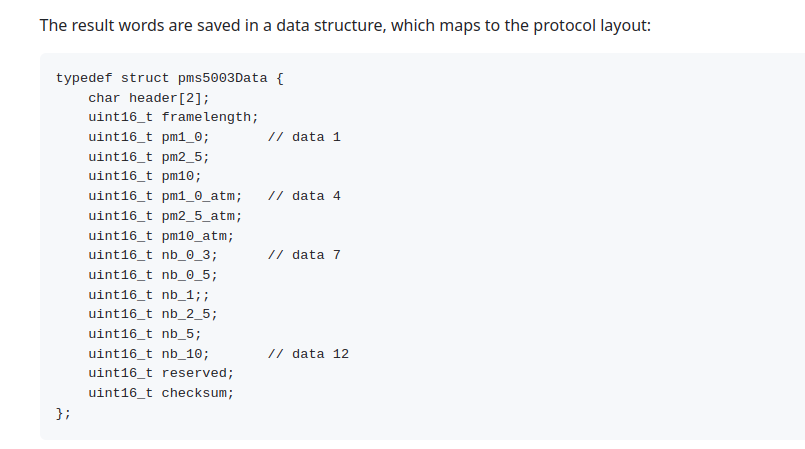 The result words are saved in a data structure, which maps to the protocol layout:
typedef struct pms5003Data {
    char header[2];
    uint16_t framelength;
    uint16_t pm1_0;       // data 1
    uint16_t pm2_5;
    uint16_t pm10;
    uint16_t pm1_0_atm;   // data 4
    uint16_t pm2_5_atm;
    uint16_t pm10_atm;
    uint16_t nb_0_3;      // data 7
    uint16_t nb_0_5;
    uint16_t nb_1;;
    uint16_t nb_2_5;
    uint16_t nb_5;
    uint16_t nb_10;       // data 12
    uint16_t reserved;
    uint16_t checksum;
};